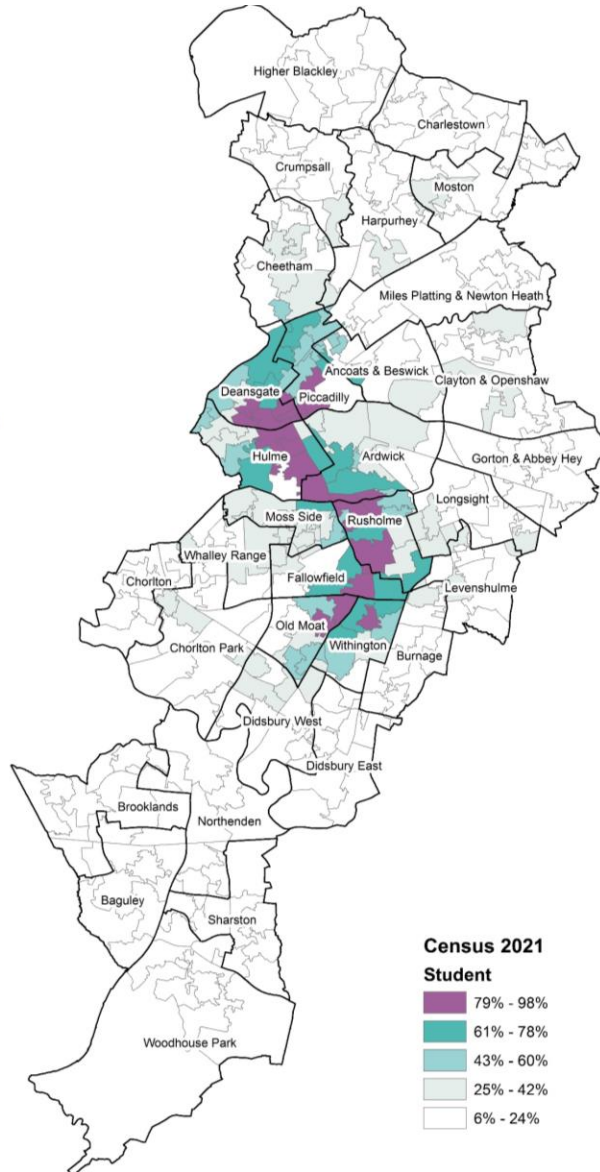 Higher Blackley
Charlestown
Crumpsall
Moston
Harpurhey
Cheetham
Miles Platting & Newton Heath
Ancoats & Beswick
Clayton & Openshaw
Deansgate
Piccadilly
Hulme
Ardwick
Gorton & Abbey Hey
Longsight
Moss Side
Rusholme
Whalley Range
Chorlton
Fallowfield
Levenshulme
Old Moat
Chorlton Park
Withington
Burnage
Didsbury West
Didsbury East
Brooklands
Northenden
Baguley
Sharston
Woodhouse Park
Census 2021
Student
79% - 98%
61% - 78%
43% - 60%
25% - 42%
6% - 24%